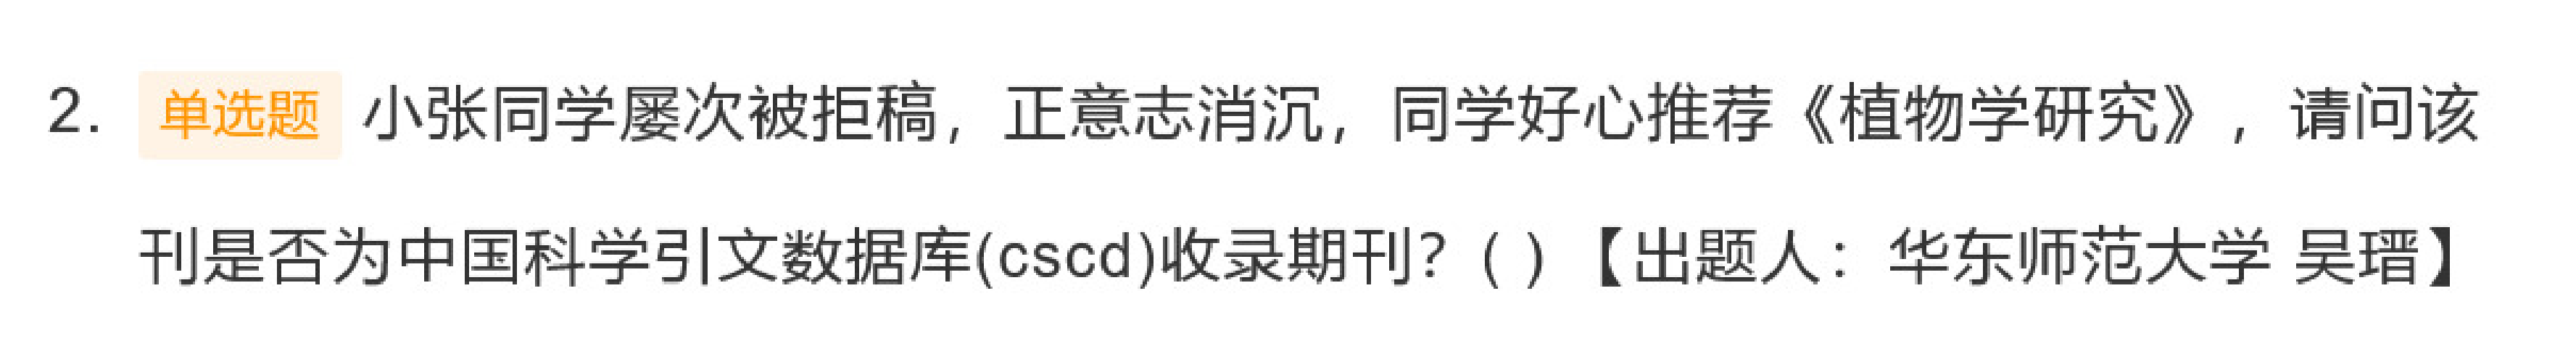 2. 单选题 小张同学屡次被拒稿，正意志消沉，同学好心推荐《植物学研究》，请问该
刊是否为中国科学引文数据库(cscd)收录期刊？( ) 【出题人：华东师范大学 吴瑨】